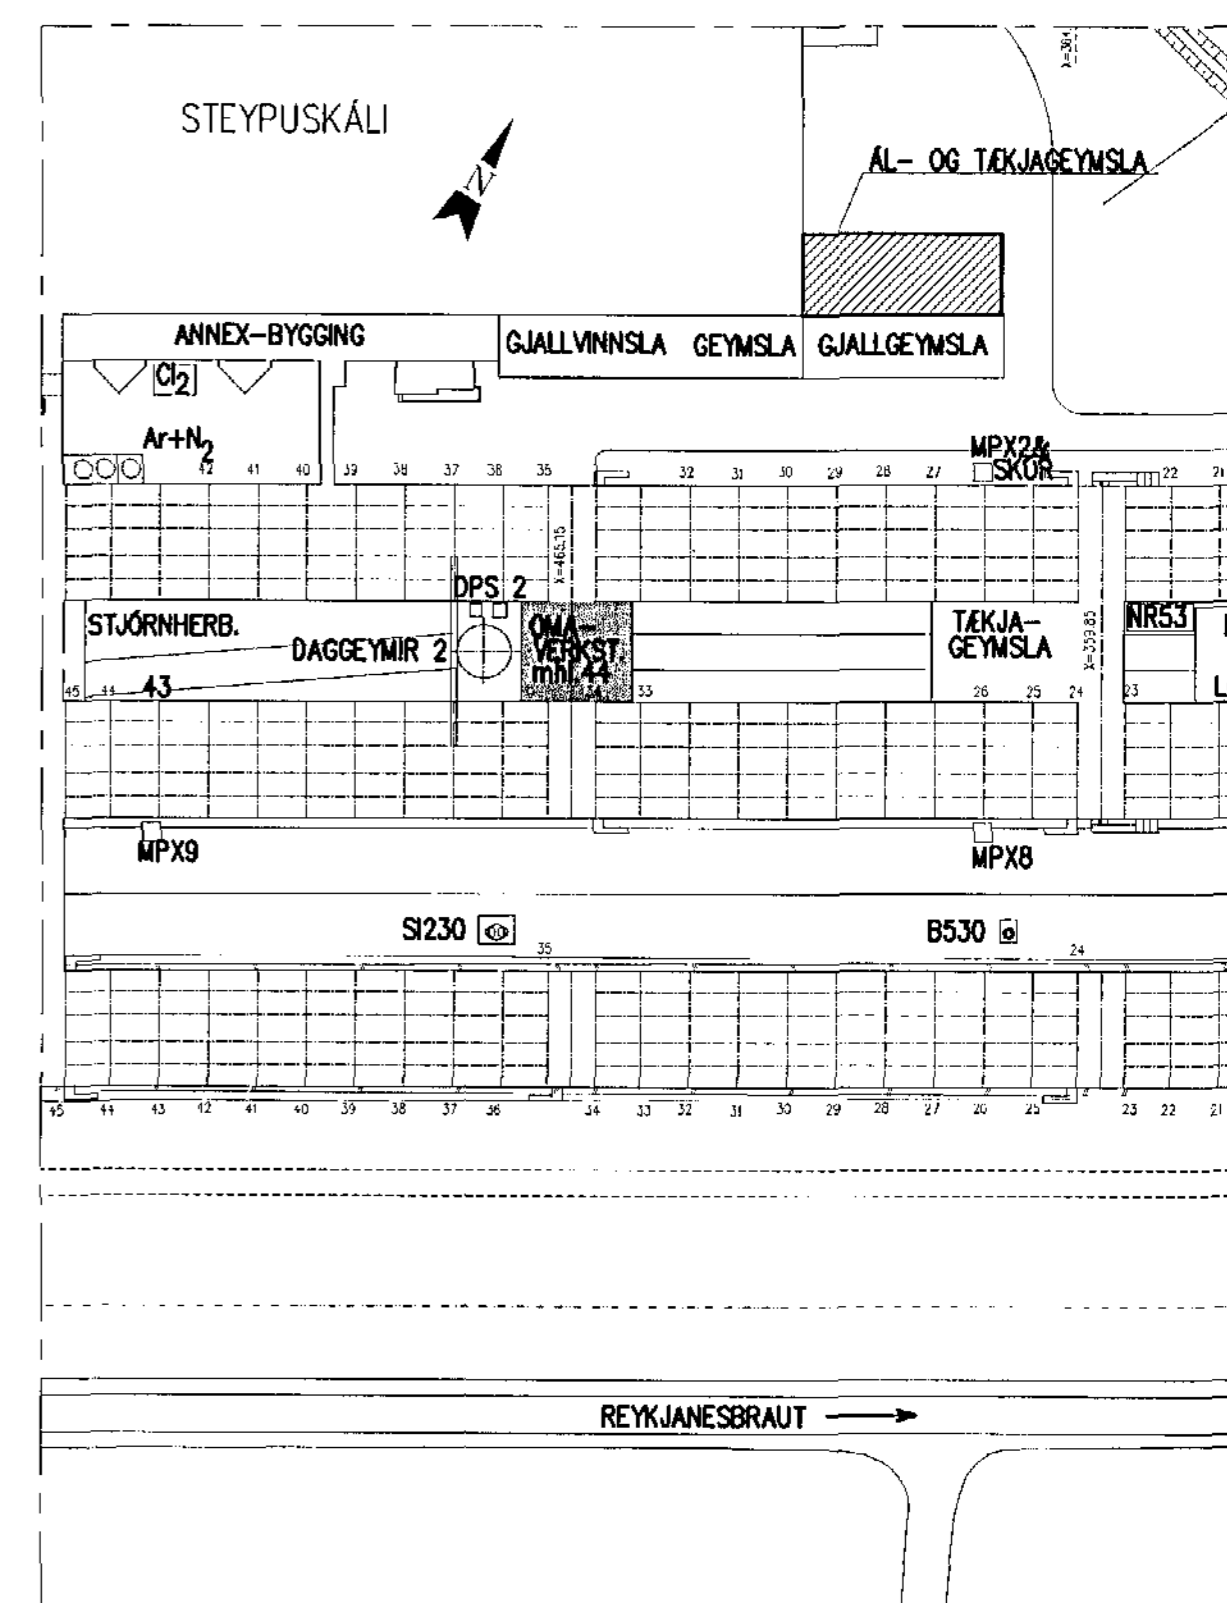 X=384.
STEYPUSKÁLI
N
ÁL- OG TÆKJAGEYMSLA
ANNEX-BYGGING
GJALLVINNSLA GEYMSLA GJALLGEYMSLA
Cl2
Ar+N2
MPX2&
SKÚR
42 41 40 39 38 37 38 35 32 31 30 29 28 27 22 21
X=465.15
DPS 2
STJÓRNHERB.
DAGGEYMIR 2
VERKST.
mhl.44
TÆKJA-
GEYMSLA
X=359.85
NR53
L
45 44 43 34 33 26 25 24 23
MPX9
MPX8
SI230
B530
35 24
45 44 43 42 41 40 39 38 37 36 34 33 32 31 30 29 28 27 26 25 23 22 21
REYKJANESBRAUT